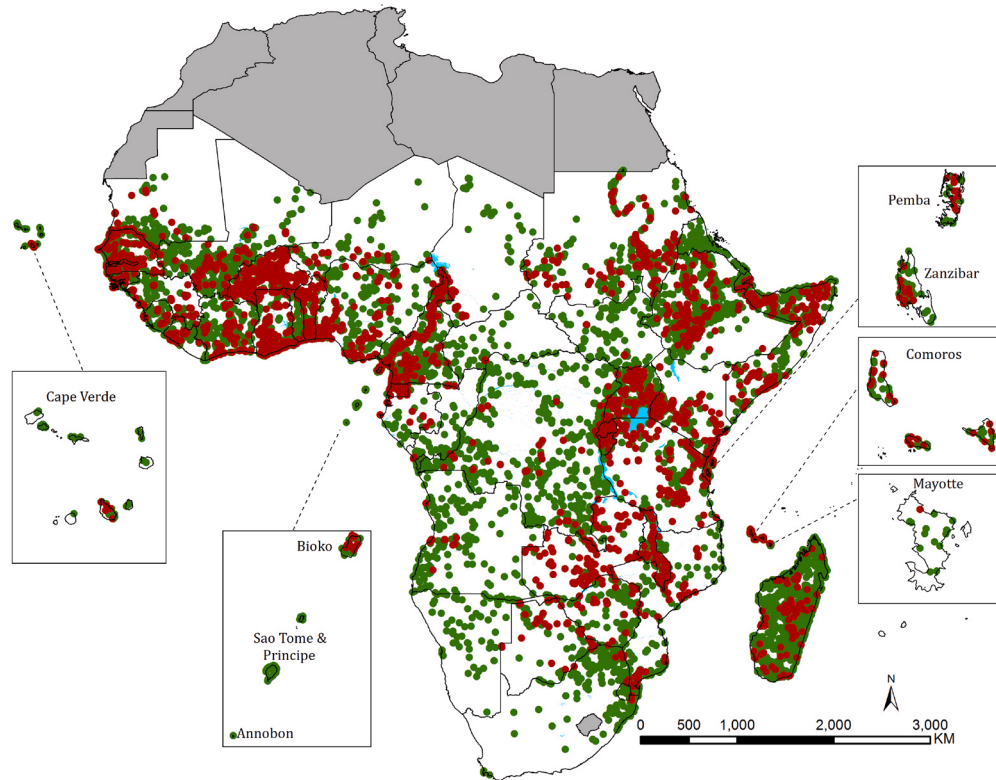 Pemba
Zanzibar
Comoros
Mayotte
Cape Verde
Bioko
Sao Tome &
Principe
Annobon
N
0 500 1,000 2,000 3,000
KM